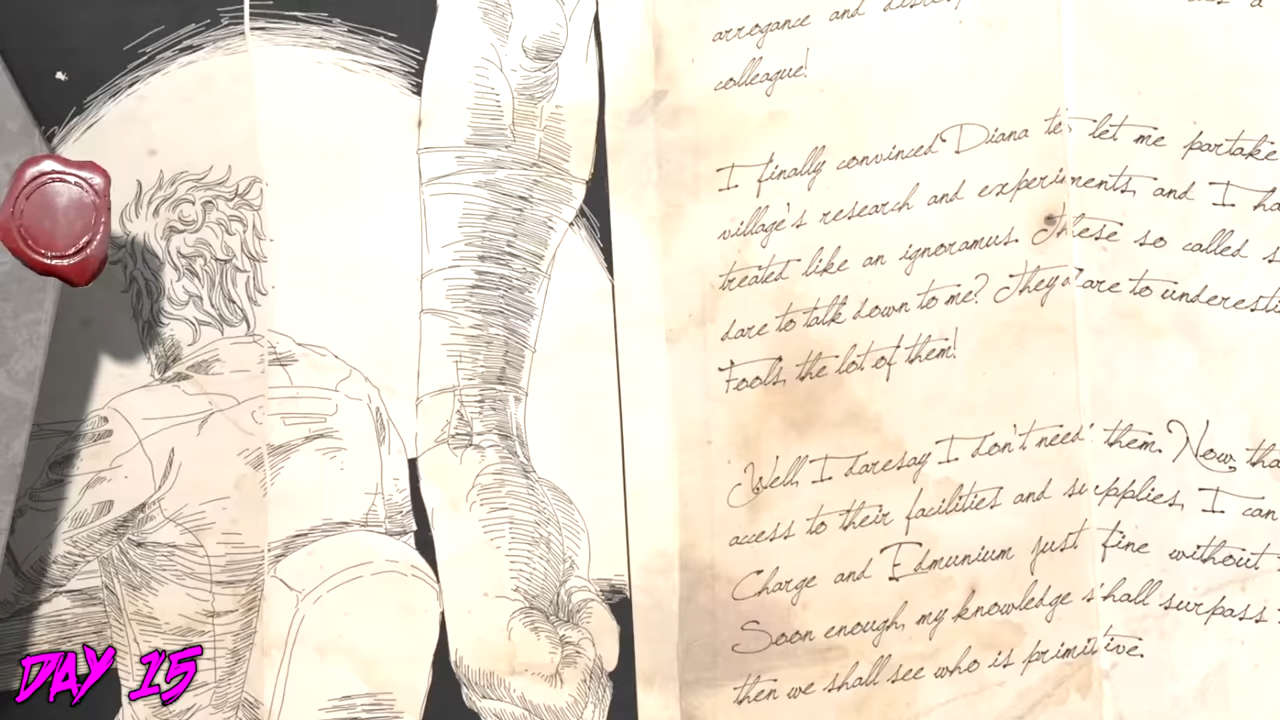 arrogance and
colleague!
I finally convinced Diana to let me partake
village's research and experiments, and I
treated like an ignoramus. These so called
dare to talk down to me? They are to
Fools, the lot of them!
Well, I daresay I don't need them. Now,
access to their facilities and supplies, I can
Charge and Edmunium just fine without
Soon enough, my knowledge shall surpass
then we shall see who is primitive.
DAY 15